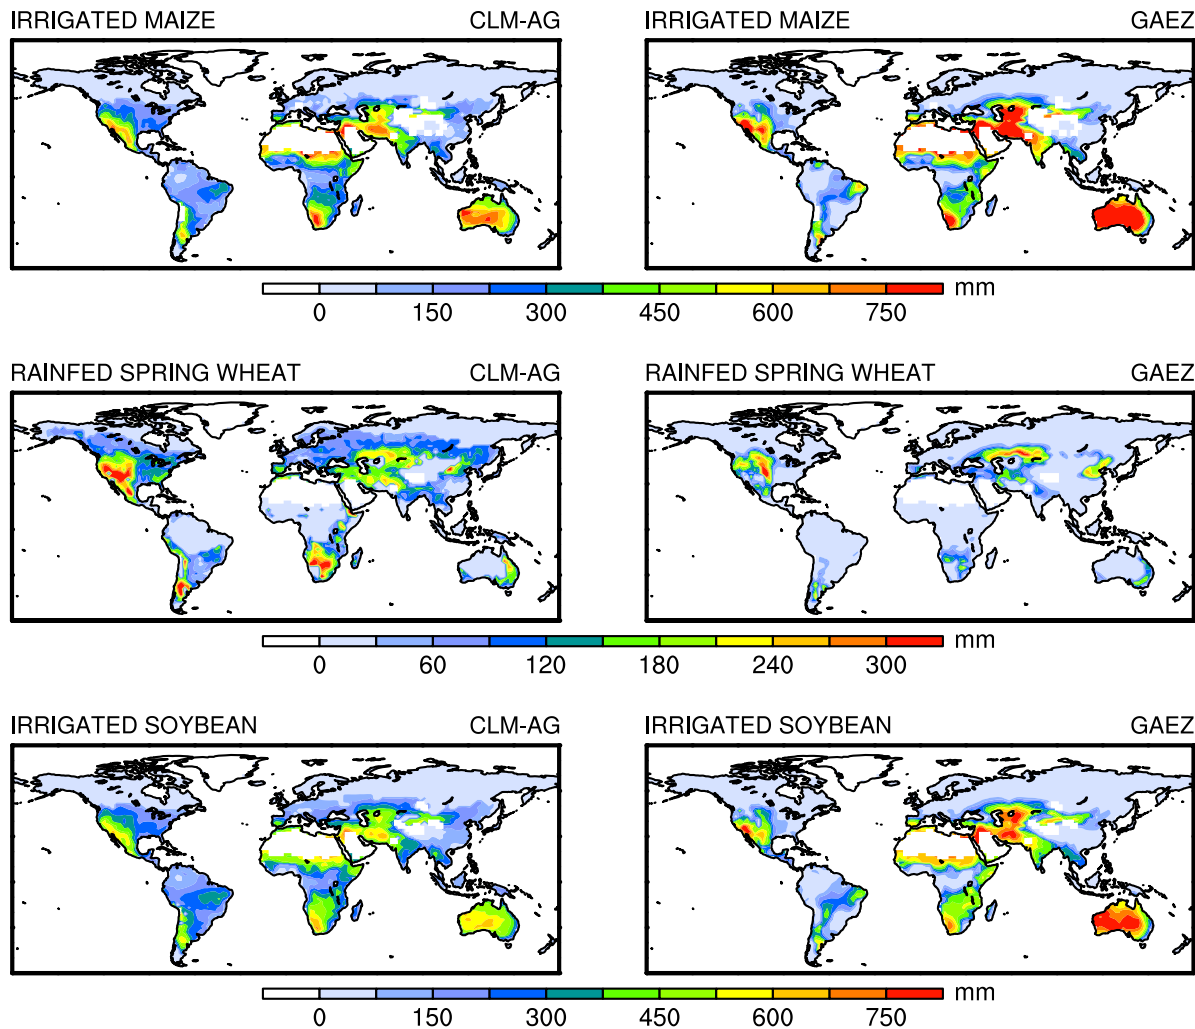 IRRIGATED MAIZE CLM-AG IRRIGATED MAIZE GAEZ
0 150 300 450 600 750 mm
RAINFED SPRING WHEAT CLM-AG RAINFED SPRING WHEAT GAEZ
0 60 120 180 240 300 mm
IRRIGATED SOYBEAN CLM-AG IRRIGATED SOYBEAN GAEZ
0 150 300 450 600 750 mm